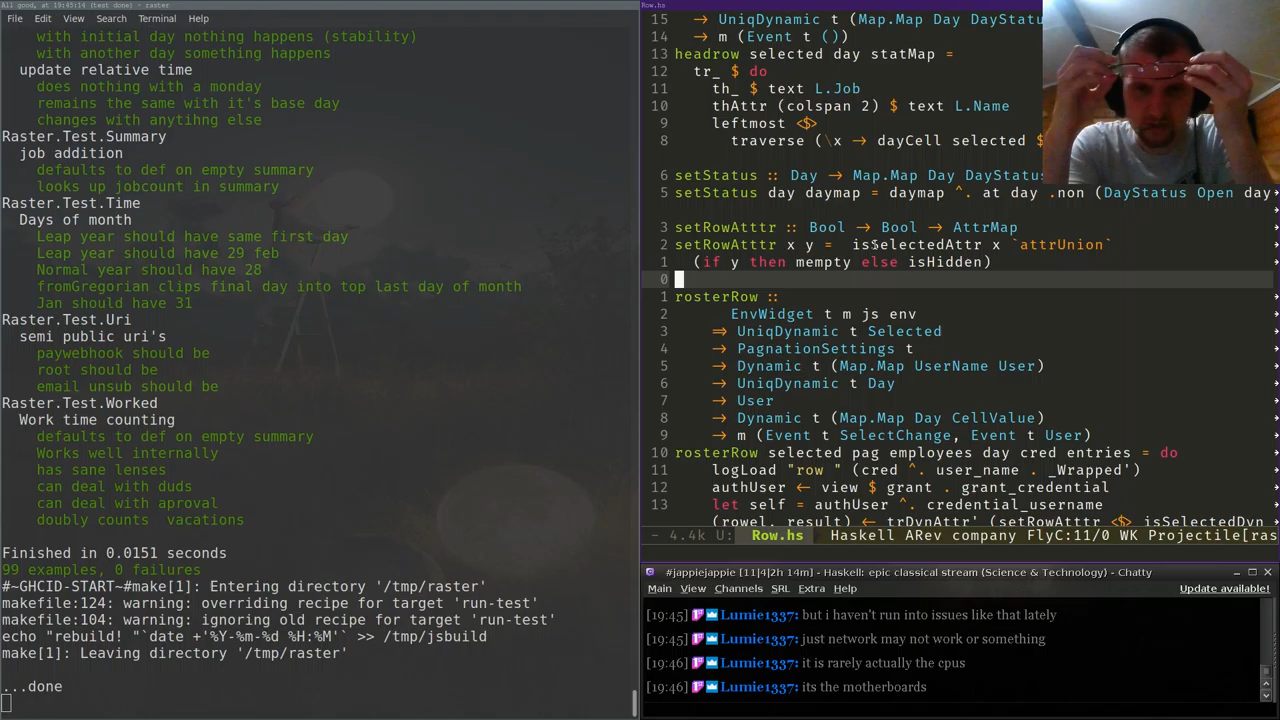 All good, at 19:45:14 (test done) - raster
File Edit View Search Terminal Help
with initial day nothing happens (stability)
with another day something happens
update relative time
does nothing with a monday
remains the same with it's base day
changes with anytihng else
Raster.Test.Summary
job addition
defaults to def on empty summary
looks up jobcount in summary
Raster.Test.Time
Days of month
Leap year should have same first day
Leap year should have 29 feb
Normal year should have 28
fromGregorian clips final day into top last day of month
Jan should have 31
Raster.Test.Uri
semi public uri's
paywebhook should be
root should be
email unsub should be
Raster.Test.Worked
Work time counting
defaults to def on empty summary
Works well internally
has sane lenses
can deal with duds
can deal with aproval
doubly counts  vacations
Finished in 0.0151 seconds
99 examples, 0 failures
#~GHCID-START~#make[1]: Entering directory '/tmp/raster'
makefile:124: warning: overriding recipe for target 'run-test'
makefile:104: warning: ignoring old recipe for target 'run-test'
echo "rebuild! "`date +'%Y-%m-%d %H:%M'` >> /tmp/jsbuild
make[1]: Leaving directory '/tmp/raster'
...done
Row.hs
15 → UniqDynamic t (Map.Map Day DayStatus
14 → m (Event t ())
13 headrow selected day statMap =
12 tr_ $ do
11 th_ $ text L.Job
10 thAttr (colspan 2) $ text L.Name
9 leftmost <$>
8 traverse (\x → dayCell selected $
6 setStatus :: Day → Map.Map Day DayStatus
5 setStatus day daymap = daymap ^. at day .non (DayStatus Open day
3 setRowAtttr :: Bool → Bool → AttrMap
2 setRowAtttr x y =  isSelectedAttr x `attrUnion`
1 (if y then mempty else isHidden)
0
1 rosterRow ::
2 EnvWidget t m js env
3 ⇒ UniqDynamic t Selected
4 → PagnationSettings t
5 → Dynamic t (Map.Map UserName User)
6 → UniqDynamic t Day
7 → User
8 → Dynamic t (Map.Map Day CellValue)
9 → m (Event t SelectChange, Event t User)
10 rosterRow selected pag employees day cred entries = do
11 logLoad "row " (cred ^. user_name . _Wrapped')
12 authUser ← view $ grant . grant_credential
13 let self = authUser ^. credential_username
(rowel, result) ← trDynAttr' (setRowAtttr <$> isSelectedDyn
- 4.4k U: Row.hs Haskell ARev company FlyC:11/0 WK Projectile[ras
#jappiejappie [11|4|2h 14m] - Haskell: epic classical stream (Science & Technology) - Chatty
Main View Channels SRL Extra Help Update available!
[19:45] Lumie1337: but i haven't run into issues like that lately
[19:45] Lumie1337: just network may not work or something
[19:46] Lumie1337: it is rarely actually the cpus
[19:46] Lumie1337: its the motherboards